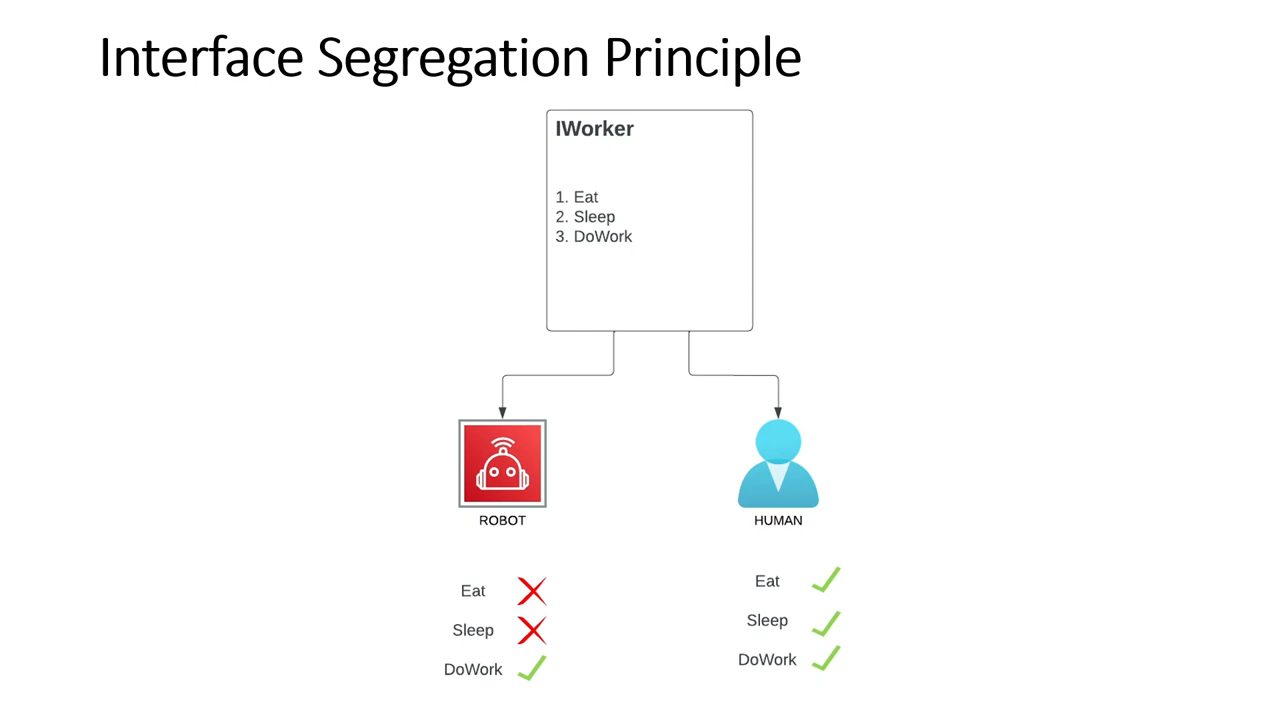 Interface Segregation Principle
IWorker
1. Eat
2. Sleep
3. DoWork
ROBOT
HUMAN
Eat
Sleep
DoWork
Eat
Sleep
DoWork